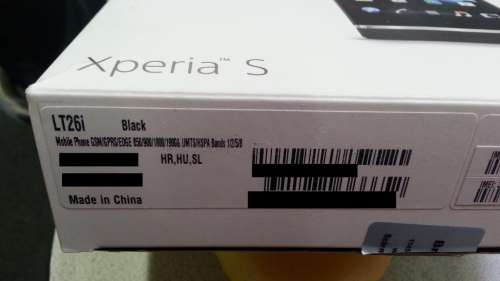 Xperia™ S
LT26i Black
Mobile Phone GSM/GPRS/EDGE 850/900/1800/1900& UMTS/HSPA Bands 1/2/5/8
HR,HU,SL
Made in China